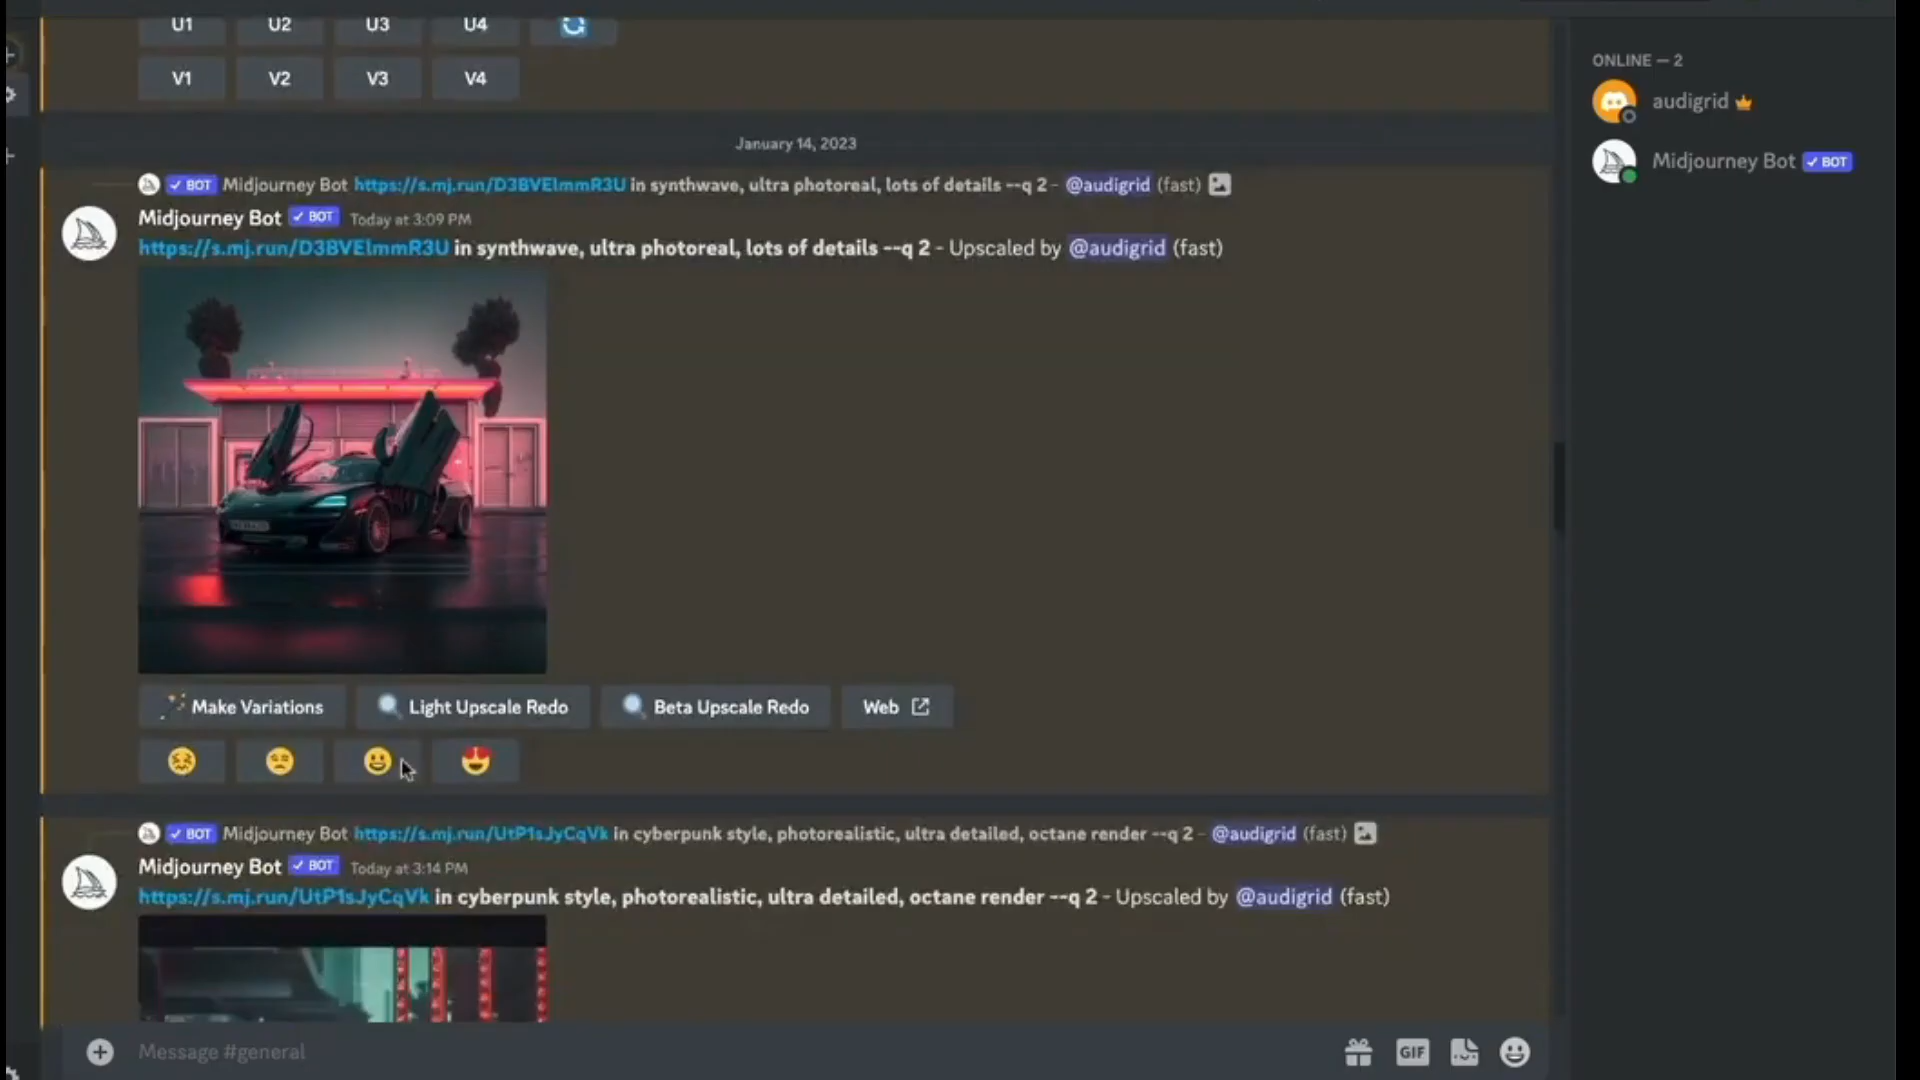 U1 U2 U3 U4
V1 V2 V3 V4
January 14, 2023
✓ BOT Midjourney Bot https://s.mj.run/D3BVElmmR3U in synthwave, ultra photoreal, lots of details --q 2 - @audigrid (fast)
Midjourney Bot ✓ BOT Today at 3:09 PM
https://s.mj.run/D3BVElmmR3U in synthwave, ultra photoreal, lots of details --q 2 - Upscaled by @audigrid (fast)
Make Variations Light Upscale Redo Beta Upscale Redo Web
✓ BOT Midjourney Bot https://s.mj.run/UtP1sJyCqVk in cyberpunk style, photorealistic, ultra detailed, octane render --q 2 - @audigrid (fast)
Midjourney Bot ✓ BOT Today at 3:14 PM
https://s.mj.run/UtP1sJyCqVk in cyberpunk style, photorealistic, ultra detailed, octane render --q 2 - Upscaled by @audigrid (fast)
Message #general
GIF
ONLINE — 2
audigrid
Midjourney Bot ✓ BOT